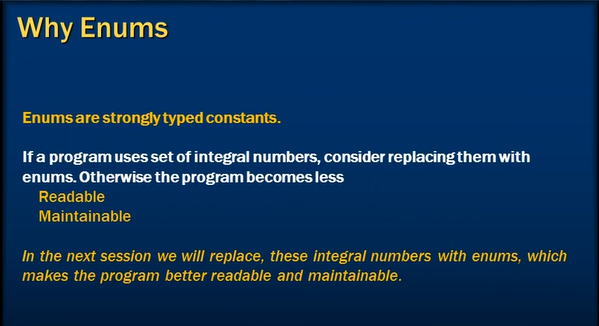 Why Enums
Enums are strongly typed constants.
If a program uses set of integral numbers, consider replacing them with
enums. Otherwise the program becomes less
Readable
Maintainable
In the next session we will replace, these integral numbers with enums, which
makes the program better readable and maintainable.